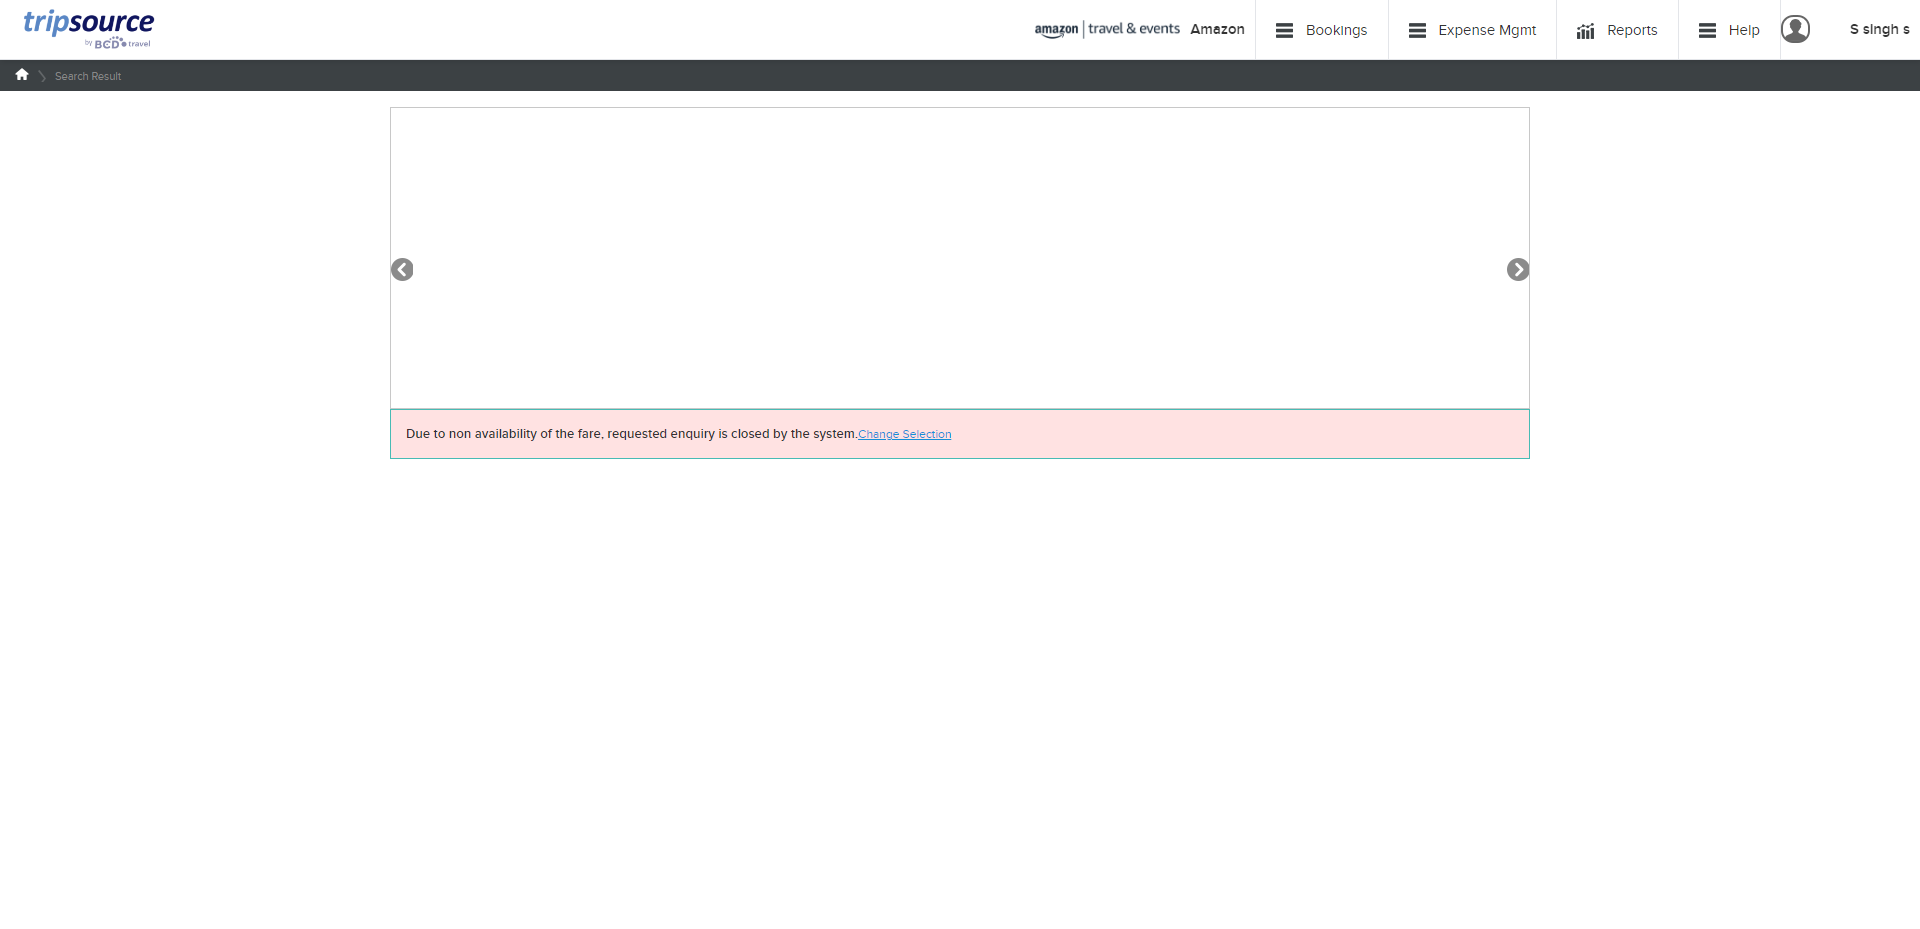 tripsource
by BCD travel
amazon | travel & events Amazon Bookings Expense Mgmt Reports Help S singh s
Search Result
Due to non availability of the fare, requested enquiry is closed by the system.Change Selection